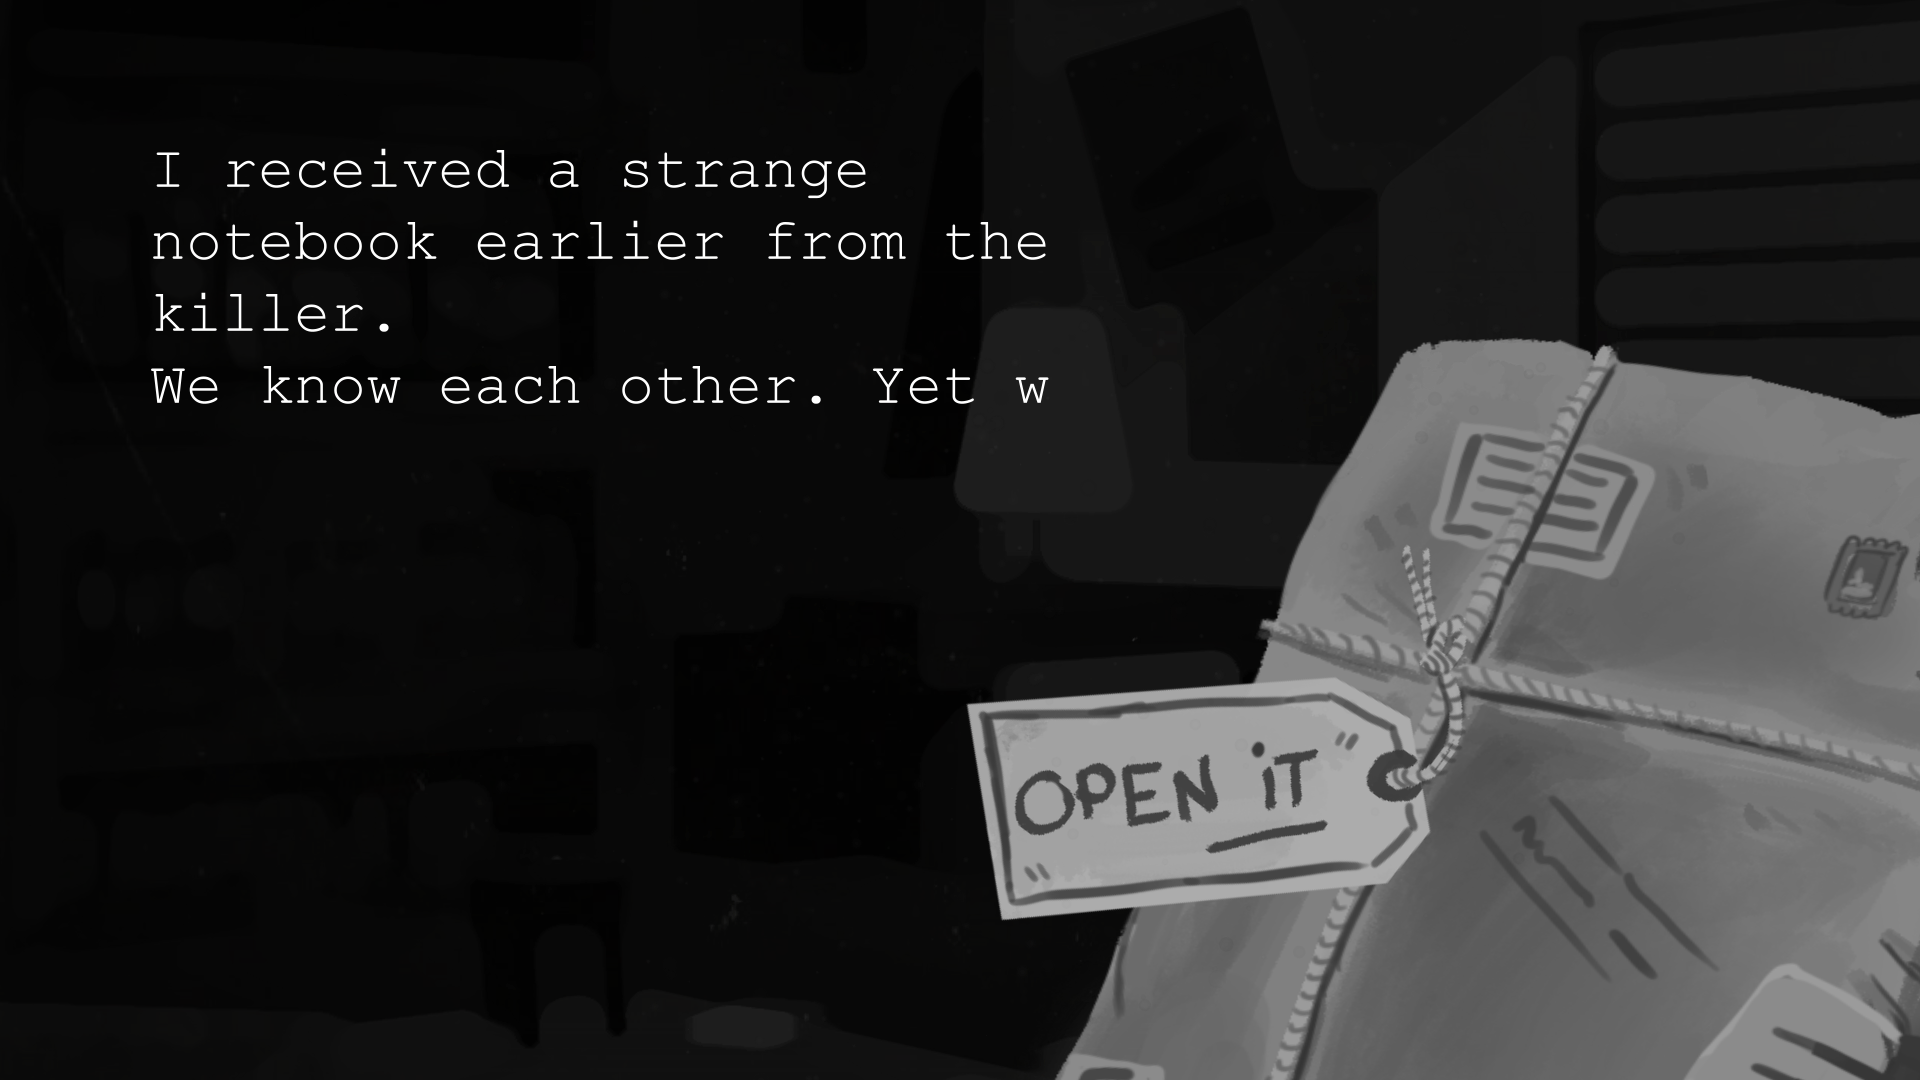 I received a strange
notebook earlier from the
killer.
We know each other. Yet w
OPEN iT